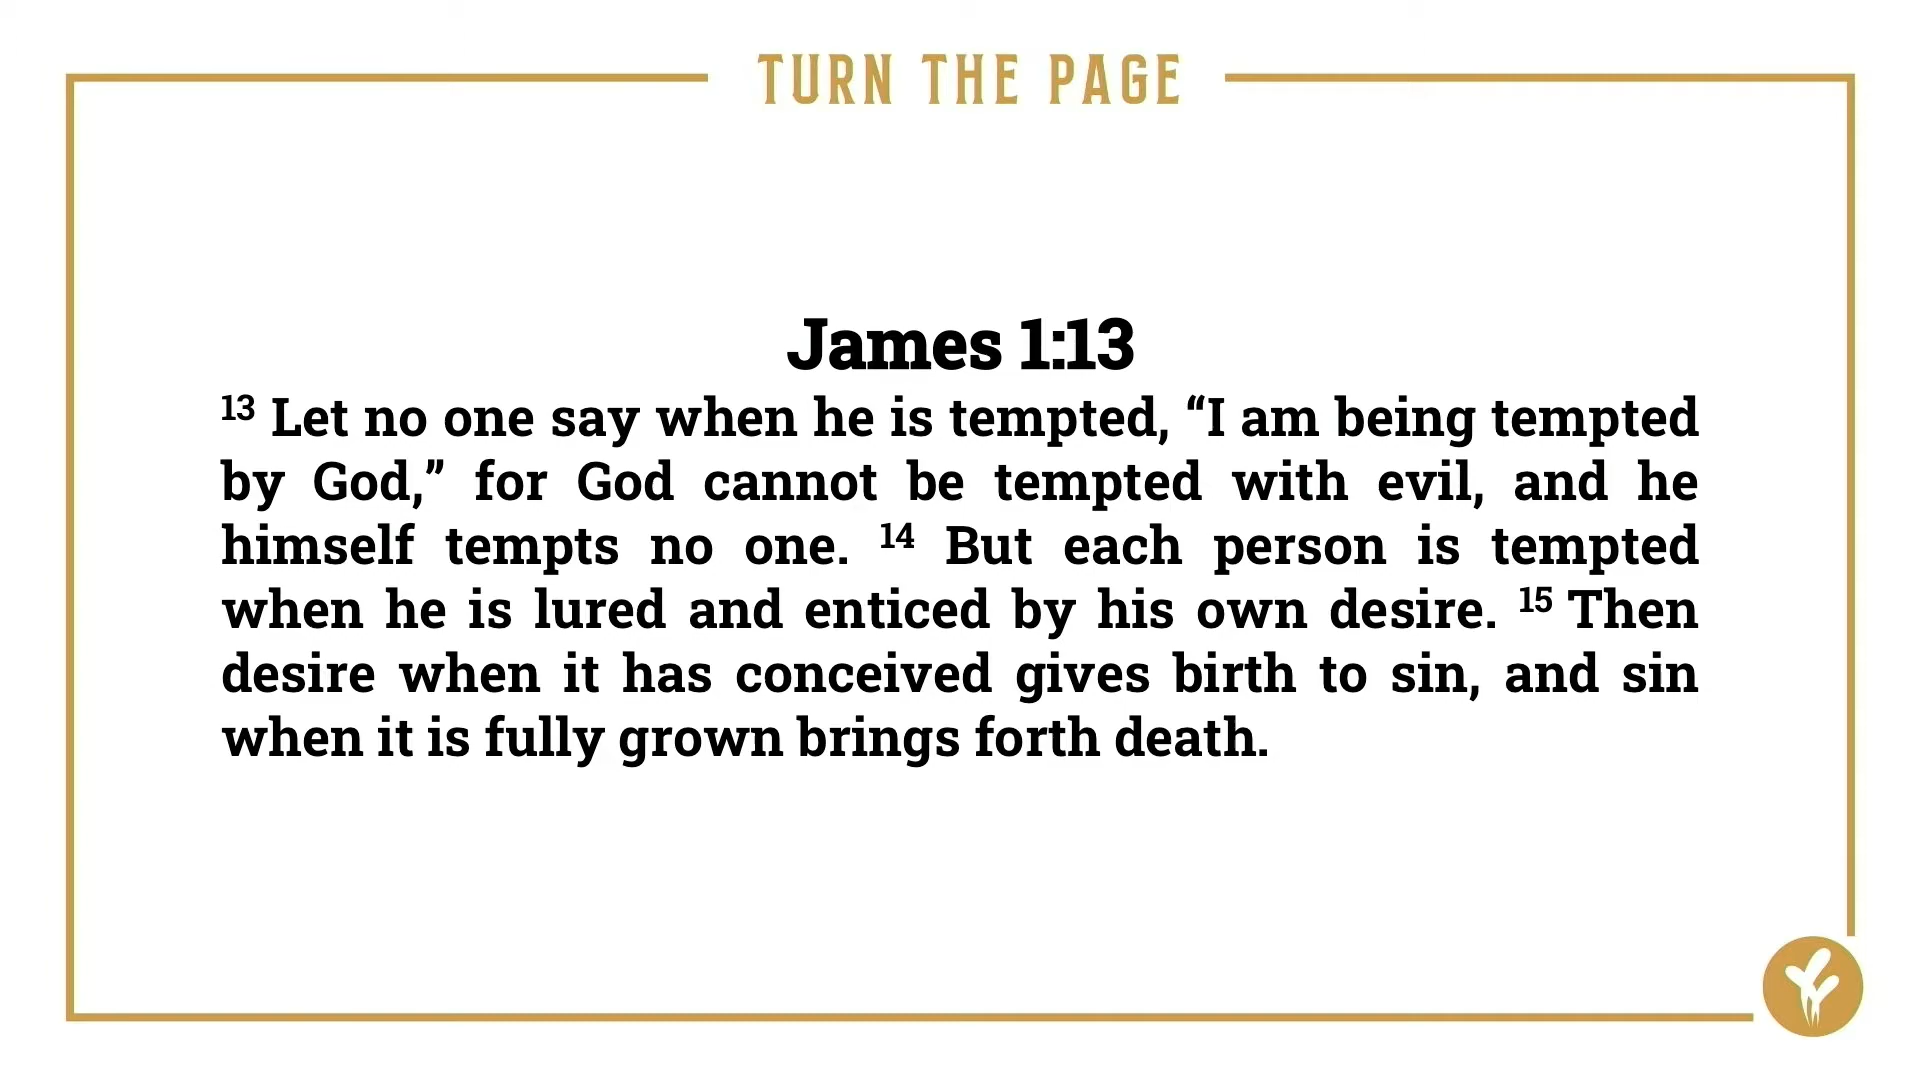 TURN THE PAGE
James 1:13
13 Let no one say when he is tempted, “I am being tempted
by God,” for God cannot be tempted with evil, and he
himself tempts no one. 14 But each person is tempted
when he is lured and enticed by his own desire. 15 Then
desire when it has conceived gives birth to sin, and sin
when it is fully grown brings forth death.